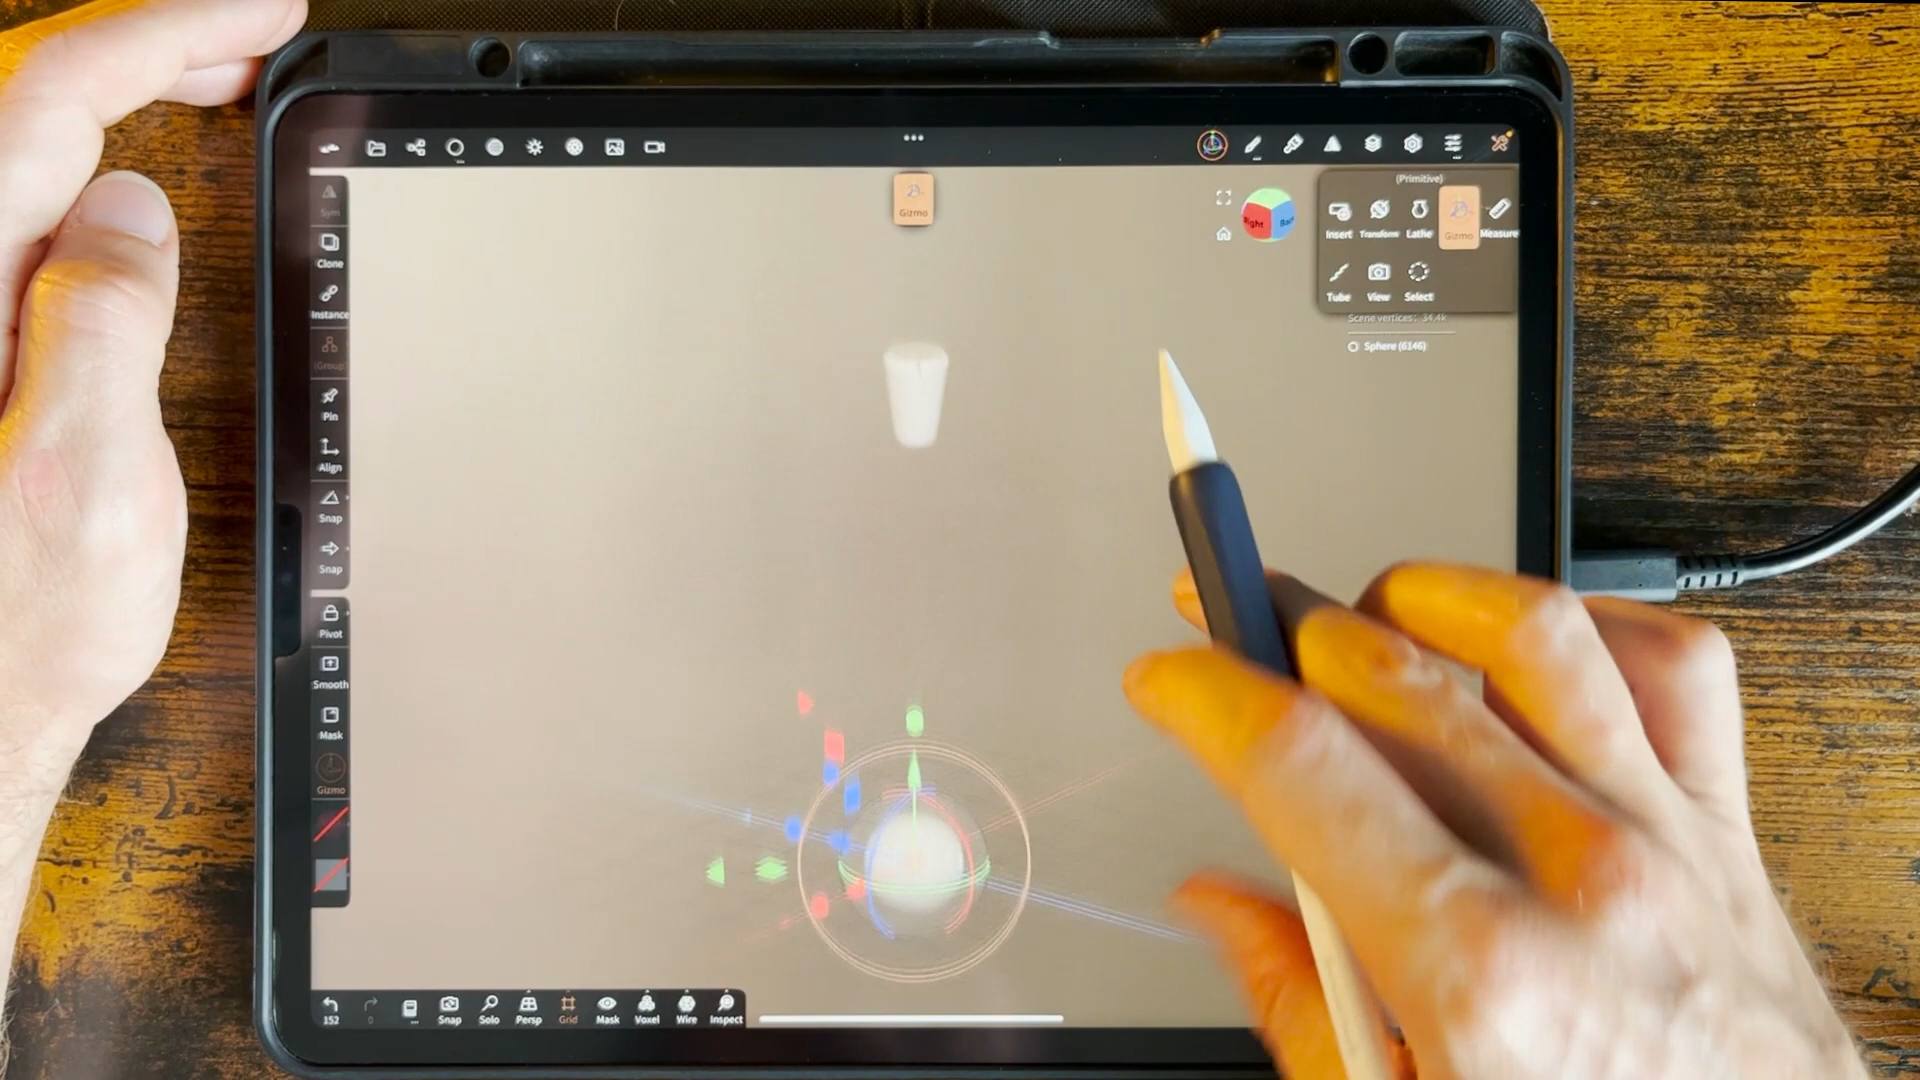 Gizmo
Right
Back
(Primitive)
Insert
Transform
Lathe
Gizmo
Measure
Tube
View
Select
Scene vertices: 34.4k
Sphere (6146)
Sym
Clone
Instance
(Group)
Pin
Align
Snap
Snap
Pivot
Smooth
Mask
Gizmo
152
0
Snap
Solo
Persp
Grid
Mask
Voxel
Wire
Inspect